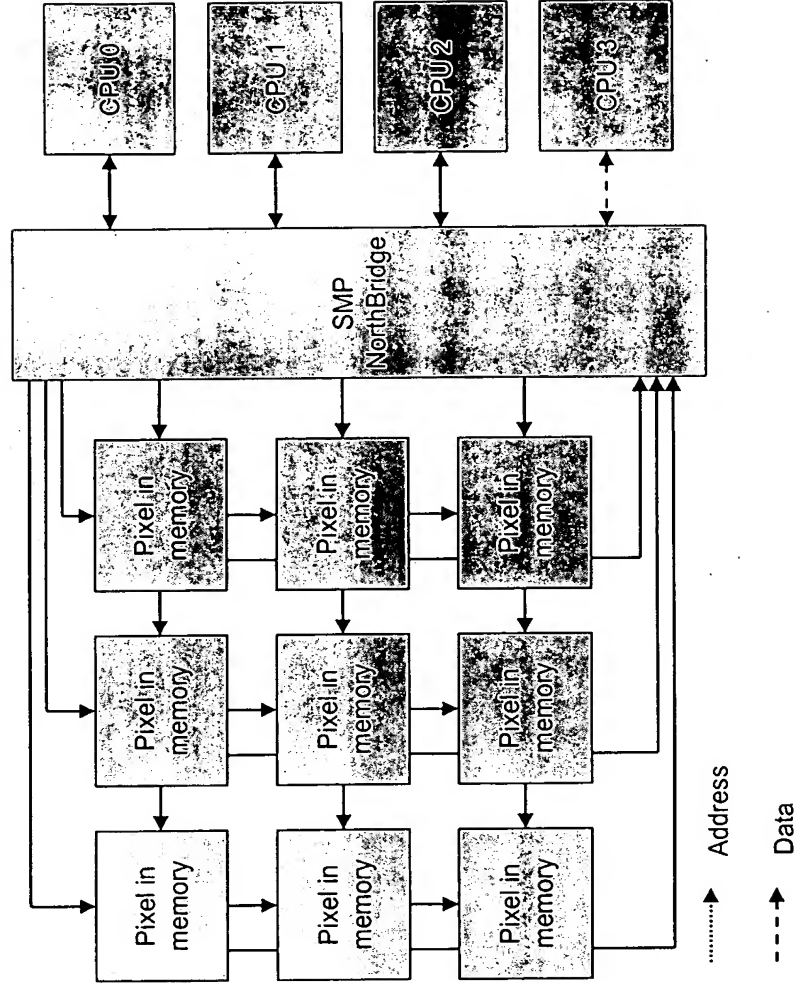 Pixel in
memory
Pixel in
memory
Pixel in
memory
CPU 0
Pixel in
memory
Pixel in
memory
Pixel in
memory
SMP
NorthBridge
CPU 1
CPU 2
Pixel in
memory
Pixel in
memory
Pixel in
memory
CPU 3
Address
Data